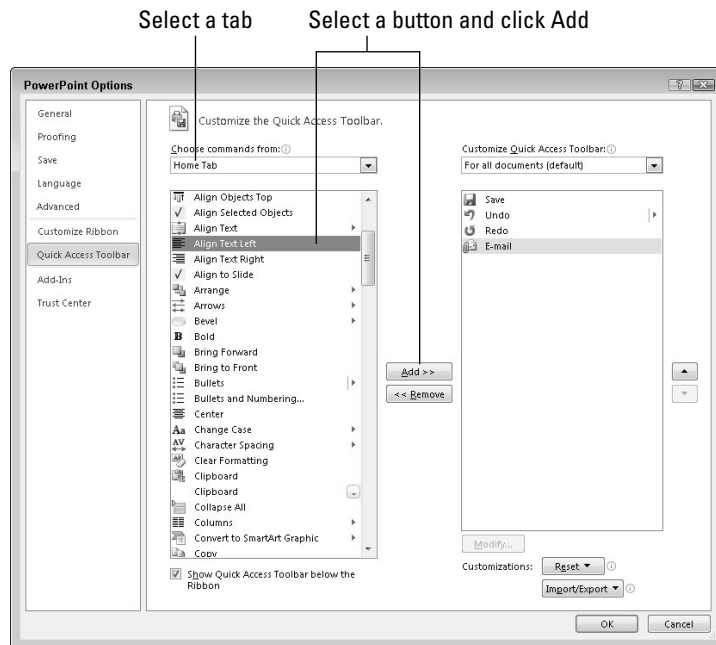 Select a tab
Select a button and click Add
PowerPoint Options
General
Proofing
Save
Language
Advanced
Customize Ribbon
Quick Access Toolbar
Add-Ins
Trust Center
Customize the Quick Access Toolbar.
Choose commands from:
Home Tab
Align Objects Top
Align Selected Objects
Align Text
Align Text Left
Align Text Right
Align to Slide
Arrange
Arrows
Bevel
Bold
Bring Forward
Bring to Front
Bullets
Bullets and Numbering...
Center
Change Case
Character Spacing
Clear Formatting
Clipboard
Clipboard
Collapse All
Columns
Convert to SmartArt Graphic
Copy
Show Quick Access Toolbar below the
Ribbon
Add >>
<< Remove
Customize Quick Access Toolbar:
For all documents (default)
Save
Undo
Redo
E-mail
Modify...
Customizations:
Reset
Import/Export
OK
Cancel